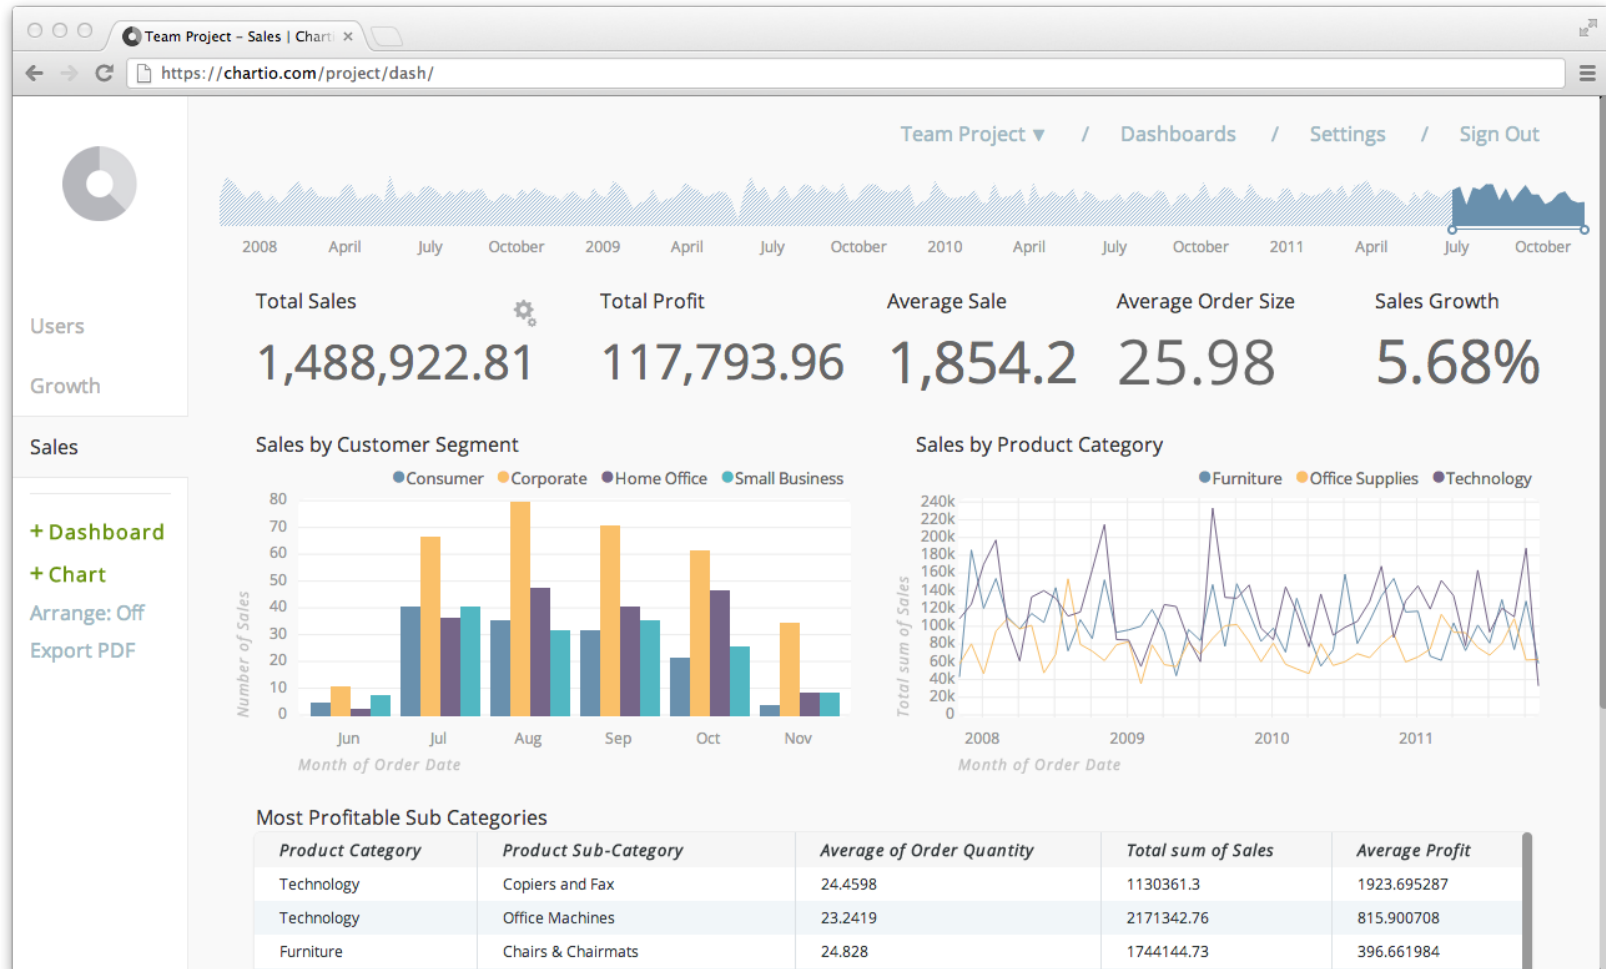 Team Project – Sales | Chart
https://chartio.com/project/dash/
Team Project ▼ / Dashboards / Settings / Sign Out
2008 April July October 2009 April July October 2010 April July October 2011 April July October
Users
Growth
Sales
+ Dashboard
+ Chart
Arrange: Off
Export PDF
Total Sales Total Profit Average Sale Average Order Size Sales Growth
1,488,922.81 117,793.96 1,854.2 25.98 5.68%
Sales by Customer Segment
Consumer Corporate Home Office Small Business
80
70
60
50
40
30
20
10
0
Number of Sales
Jun Jul Aug Sep Oct Nov
Month of Order Date
Sales by Product Category
Furniture Office Supplies Technology
240k
220k
200k
180k
160k
140k
120k
100k
80k
60k
40k
20k
0
Total sum of Sales
2008 2009 2010 2011
Month of Order Date
Most Profitable Sub Categories
Product Category Product Sub-Category Average of Order Quantity Total sum of Sales Average Profit
Technology Copiers and Fax 24.4598 1130361.3 1923.695287
Technology Office Machines 23.2419 2171342.76 815.900708
Furniture Chairs & Chairmats 24.828 1744144.73 396.661984